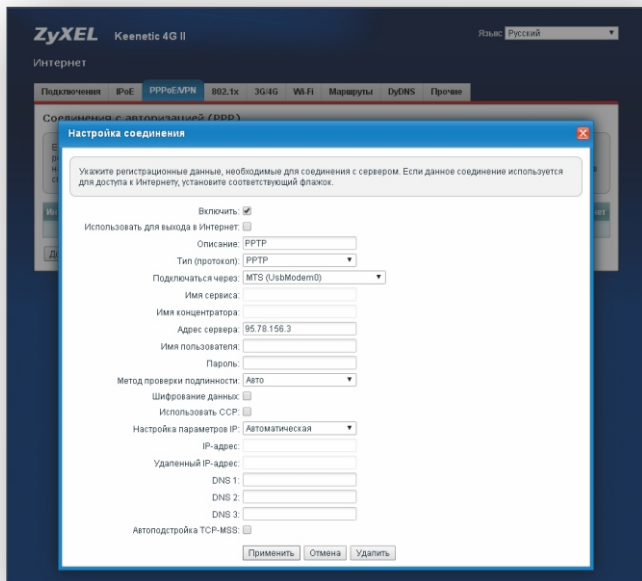 ZyXEL Keenetic 4G II
Язык: Русский
Интернет
Подключения IPoE PPPoE/VPN 802.1x 3G/4G Wi-Fi Маршруты DyDNS Прочие
Соединения с авторизацией (PPP)
Настройка соединения
Укажите регистрационные данные, необходимые для соединения с сервером. Если данное соединение используется
для доступа к Интернету, установите соответствующий флажок.
Включить:
Использовать для выхода в Интернет:
Описание: PPTP
Тип (протокол): PPTP
Подключаться через: MTS (UsbModem0)
Имя сервиса:
Имя концентратора:
Адрес сервера: 95.78.156.3
Имя пользователя:
Пароль:
Метод проверки подлинности: Авто
Шифрование данных:
Использовать CCP:
Настройка параметров IP: Автоматическая
IP-адрес:
Удаленный IP-адрес:
DNS 1:
DNS 2:
DNS 3:
Автоподстройка TCP-MSS:
Применить Отмена Удалить